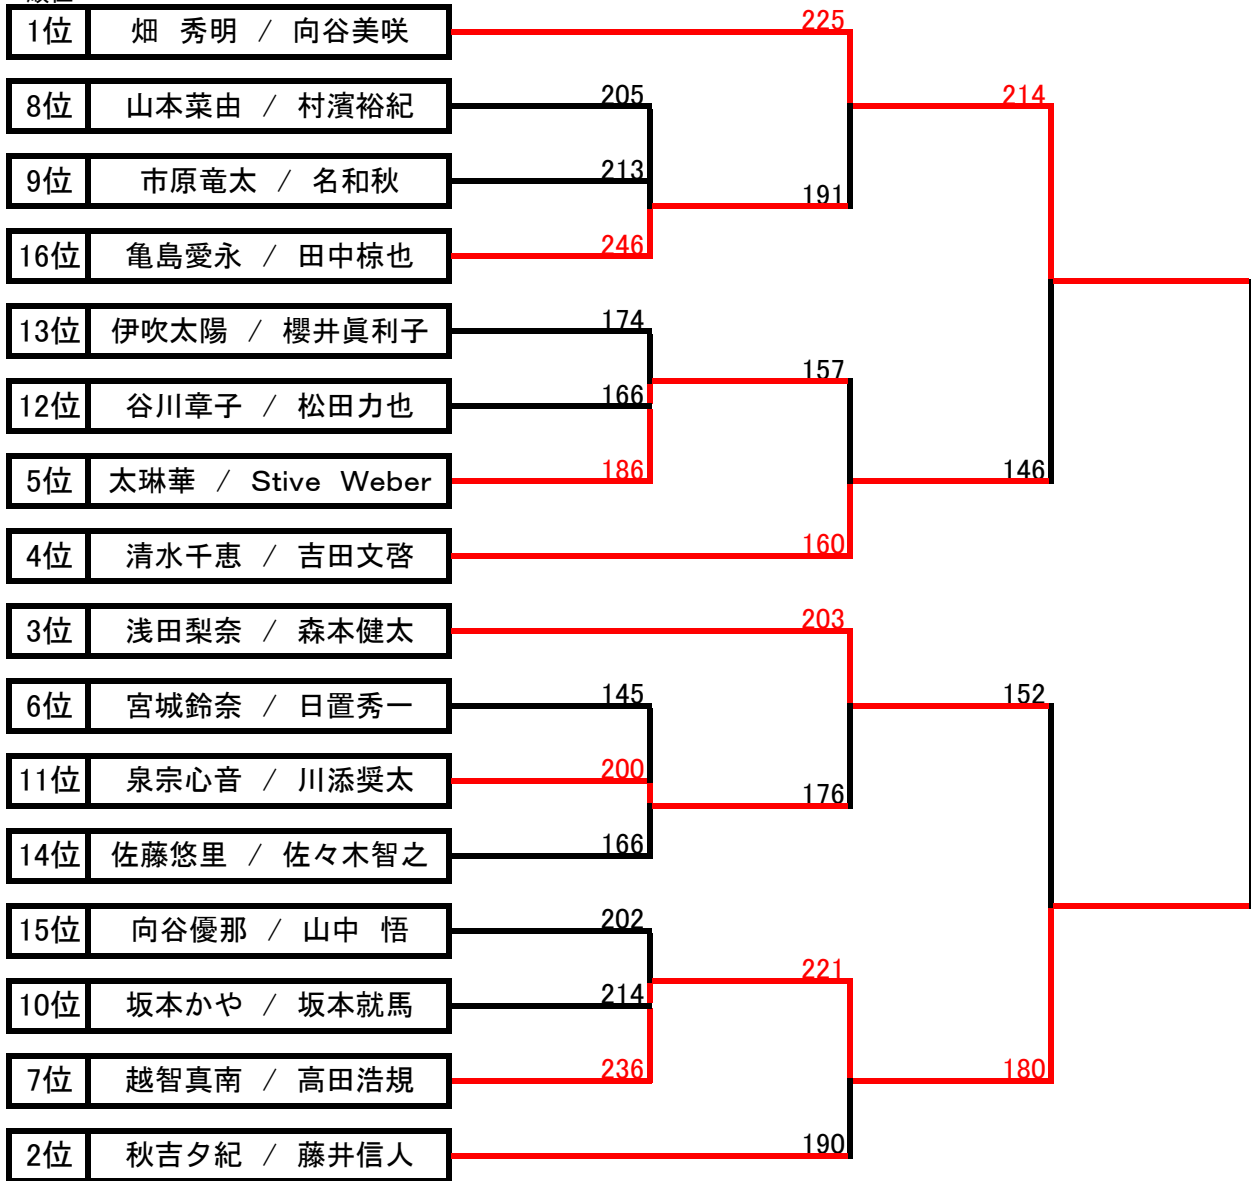 1位 畑 秀明 / 向谷美咲 225
8位 山本菜由 / 村濱裕紀 205 214
9位 市原竜太 / 名和秋 213 191
16位 亀島愛永 / 田中椋也 246
13位 伊吹太陽 / 櫻井眞利子 174
12位 谷川章子 / 松田力也 166 157
5位 太琳華 / Stive Weber 186 146
4位 清水千恵 / 吉田文啓 160
3位 浅田梨奈 / 森本健太 203
6位 宮城鈴奈 / 日置秀一 145 152
11位 泉宗心音 / 川添奨太 200 176
14位 佐藤悠里 / 佐々木智之 166
15位 向谷優那 / 山中 悟 202
10位 坂本かや / 坂本就馬 214 221
7位 越智真南 / 高田浩規 236 180
2位 秋吉夕紀 / 藤井信人 190